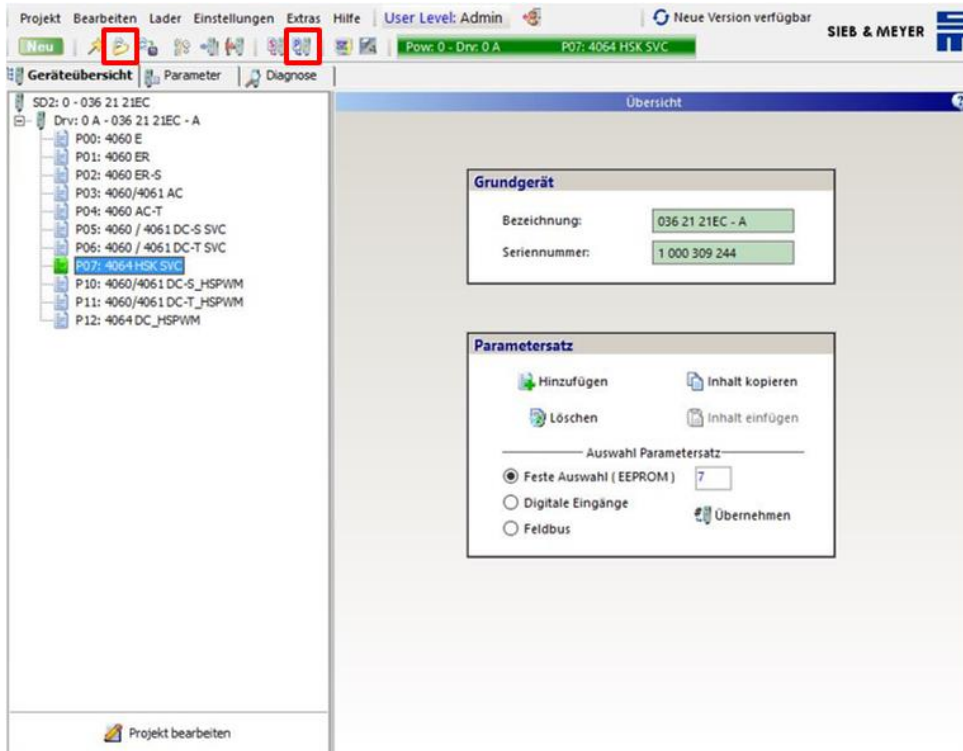 Projekt Bearbeiten Lader Einstellungen Extras Hilfe User Level: Admin Neue Version verfügbar
SIEB & MEYER
Neu Pow: 0 - Drv: 0 A P07: 4064 HSK SVC
Geräteübersicht Parameter Diagnose
SD2: 0 - 036 21 21EC
Drv: 0 A - 036 21 21EC - A
P00: 4060 E
P01: 4060 ER
P02: 4060 ER-S
P03: 4060/4061 AC
P04: 4060 AC-T
P05: 4060 / 4061 DC-S SVC
P06: 4060 / 4061 DC-T SVC
P07: 4064 HSK SVC
P10: 4060/4061 DC-S_HSPWM
P11: 4060/4061 DC-T_HSPWM
P12: 4064 DC_HSPWM
Projekt bearbeiten
Übersicht ?
Grundgerät
Bezeichnung: 036 21 21EC - A
Seriennummer: 1 000 309 244
Parametersatz
Hinzufügen Inhalt kopieren
Löschen Inhalt einfügen
Auswahl Parametersatz
Feste Auswahl ( EEPROM ) 7
Digitale Eingänge
Übernehmen
Feldbus